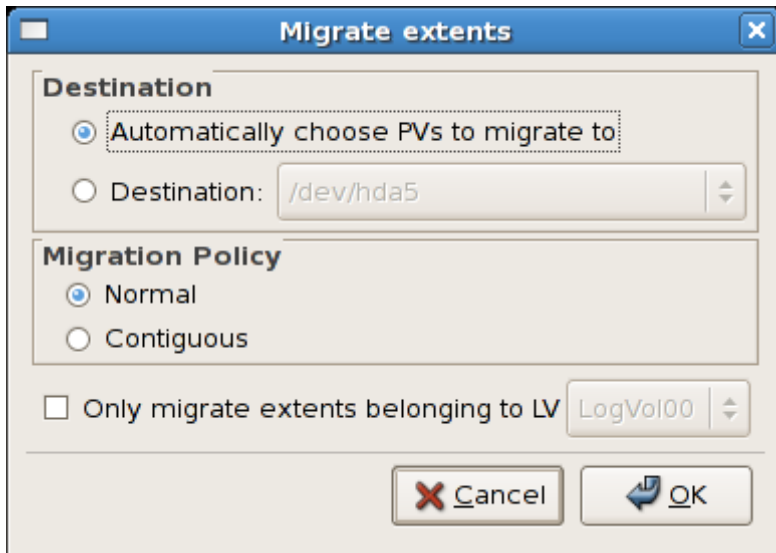 Migrate extents
Destination
Automatically choose PVs to migrate to
Destination: /dev/hda5
Migration Policy
Normal
Contiguous
Only migrate extents belonging to LV LogVol00
Cancel OK